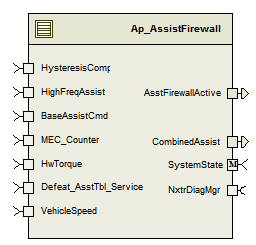 Ap_AssistFirewall
HysteresisComp
HighFreqAssist
AsstFirewallActive
BaseAssistCmd
MEC_Counter
CombinedAssist
HwTorque
SystemState
M
Defeat_AsstTbl_Service
NxtrDiagMgr
VehicleSpeed